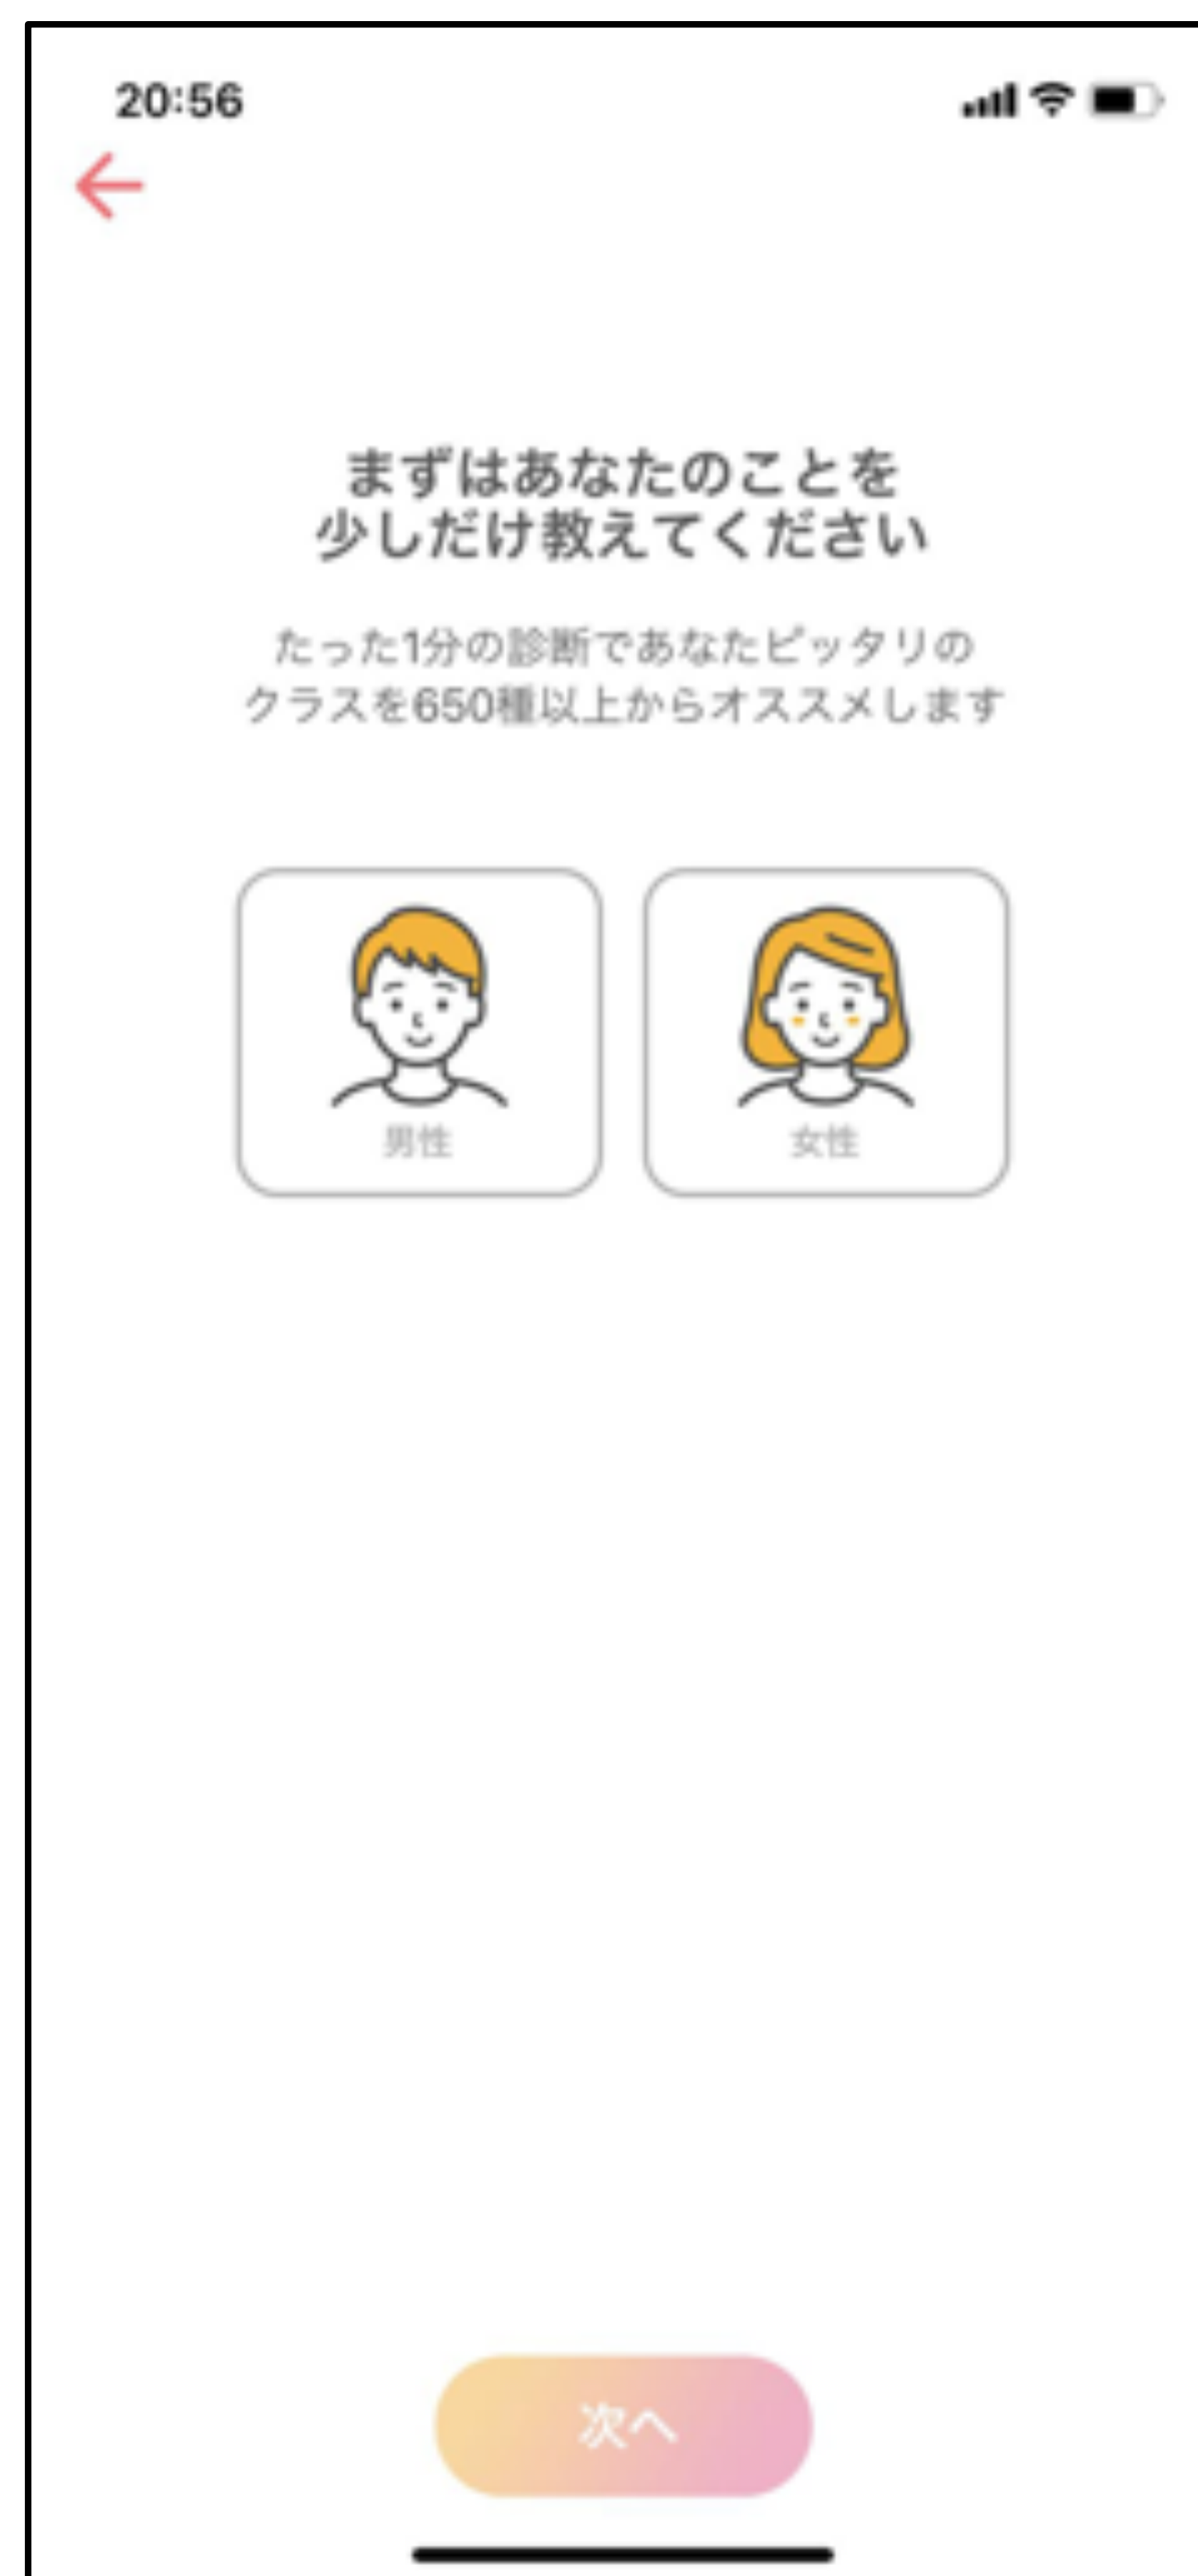 20:56
まずはあなたのことを
少しだけ教えてください
たった1分の診断であなたピッタリの
クラスを650種以上からオススメします
男性
女性
次へ